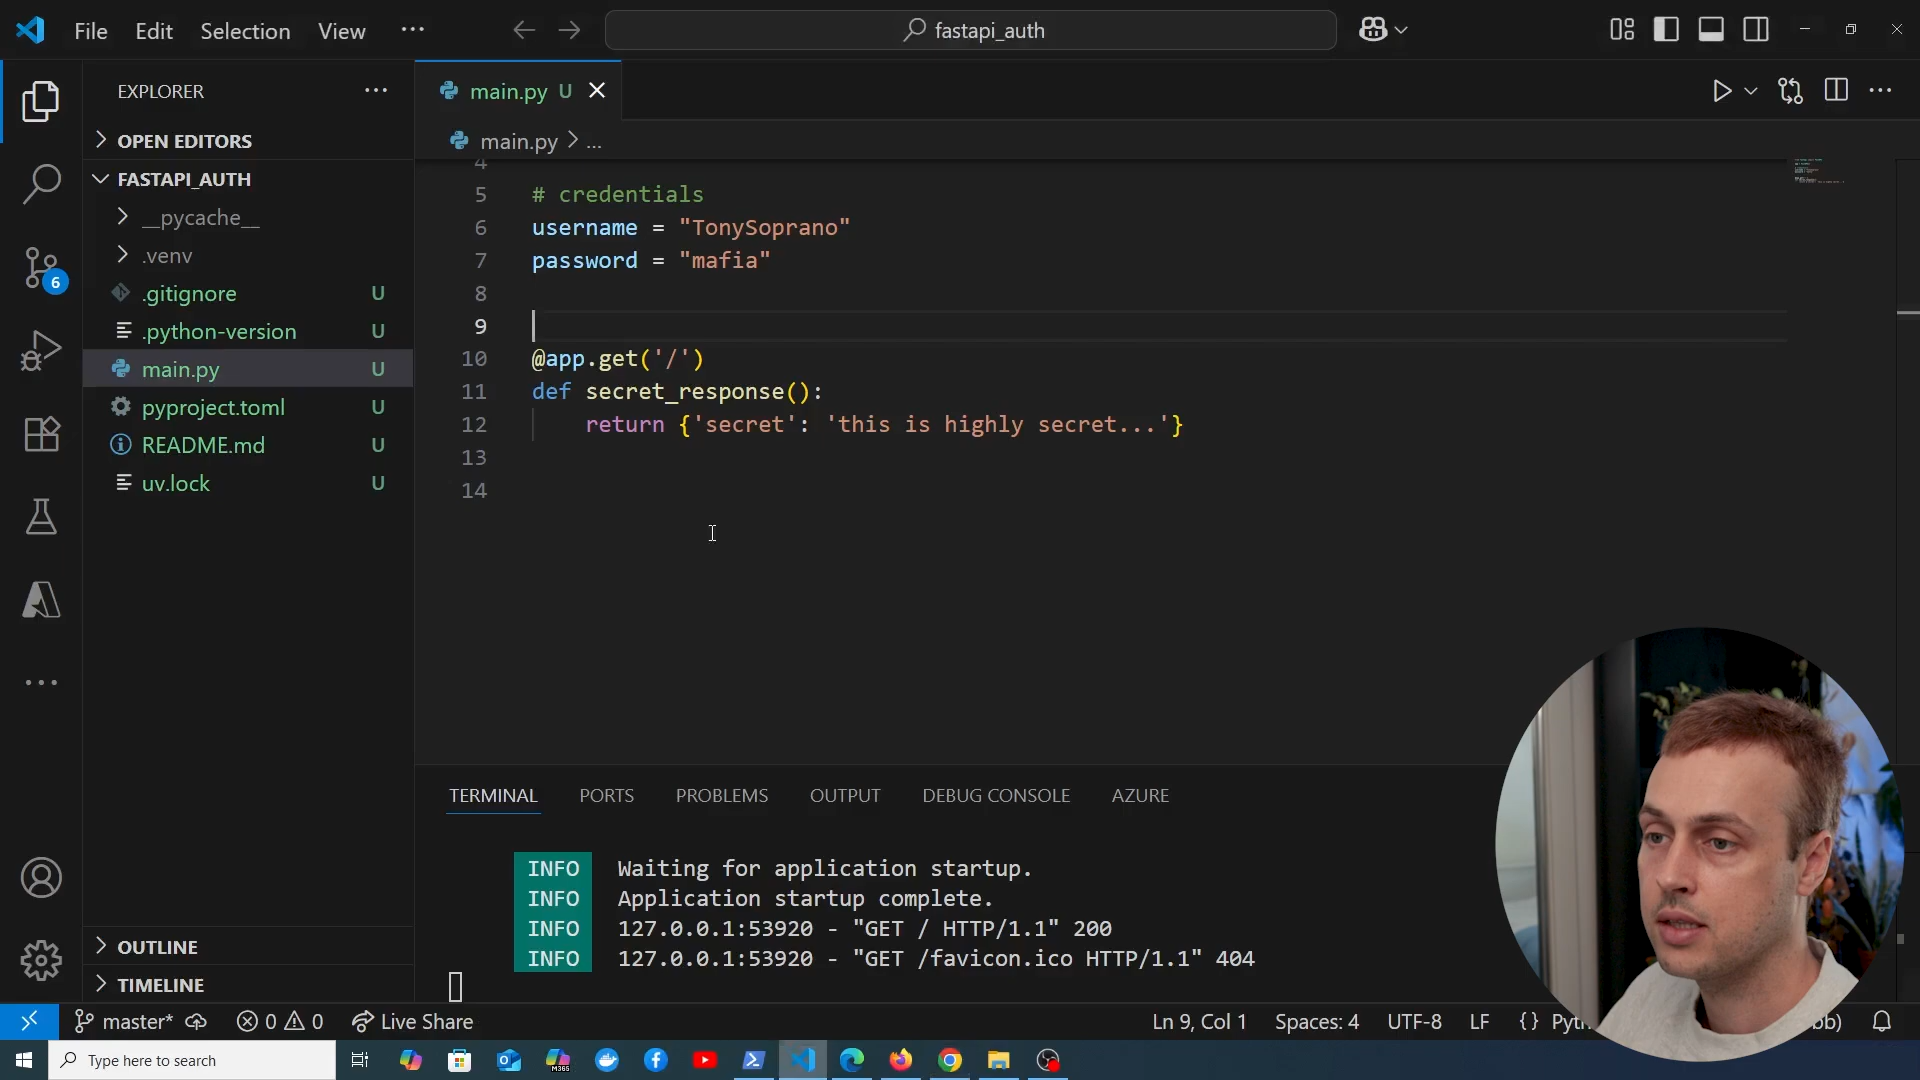 File Edit Selection View ...
fastapi_auth
EXPLORER
OPEN EDITORS
FASTAPI_AUTH
__pycache__
.venv
.gitignore U
.python-version U
main.py U
pyproject.toml U
README.md U
uv.lock U
OUTLINE
TIMELINE
6
main.py U
main.py > ...
4
5 # credentials
6 username = "TonySoprano"
7 password = "mafia"
8
9
10 @app.get('/')
11 def secret_response():
12 return {'secret': 'this is highly secret...'}
13
14
TERMINAL PORTS PROBLEMS OUTPUT DEBUG CONSOLE AZURE
INFO Waiting for application startup.
INFO Application startup complete.
INFO 127.0.0.1:53920 - "GET / HTTP/1.1" 200
INFO 127.0.0.1:53920 - "GET /favicon.ico HTTP/1.1" 404
master* 0 0 Live Share Ln 9, Col 1 Spaces: 4 UTF-8 LF {}
Type here to search
M365